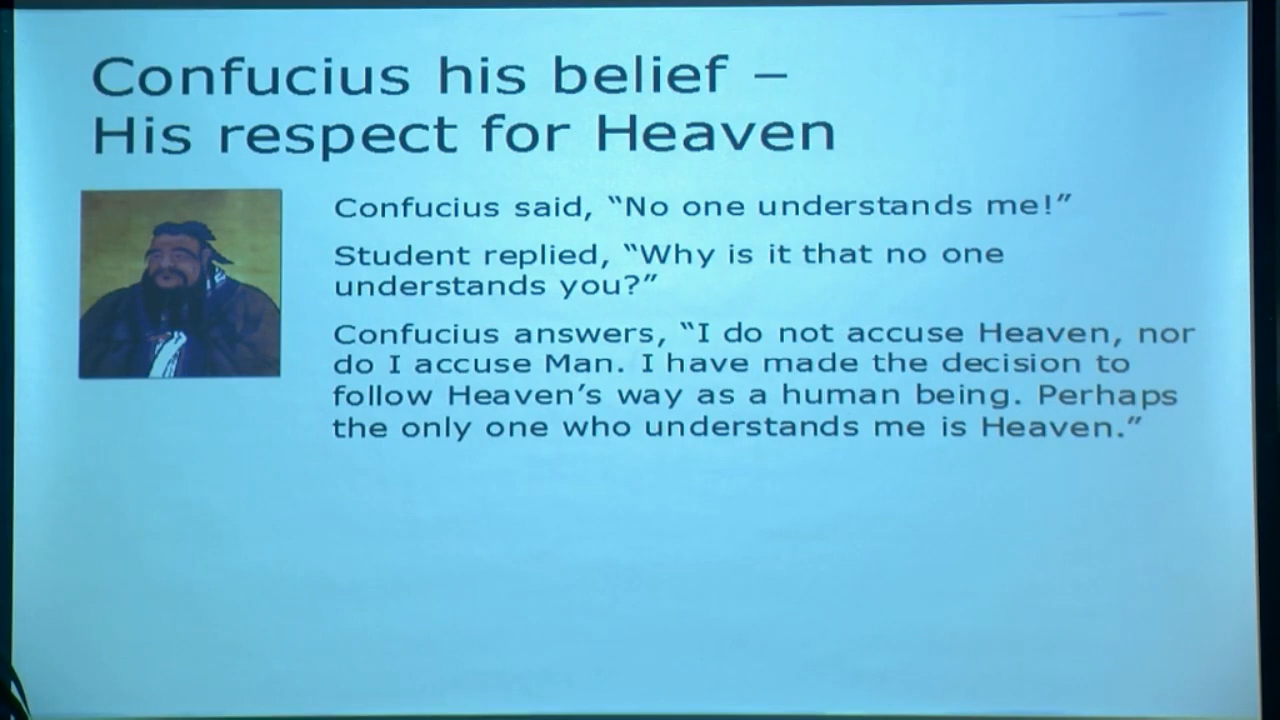 Confucius his belief –
His respect for Heaven
Confucius said, “No one understands me!”
Student replied, “Why is it that no one
understands you?”
Confucius answers, “I do not accuse Heaven, nor
do I accuse Man. I have made the decision to
follow Heaven’s way as a human being. Perhaps
the only one who understands me is Heaven.”